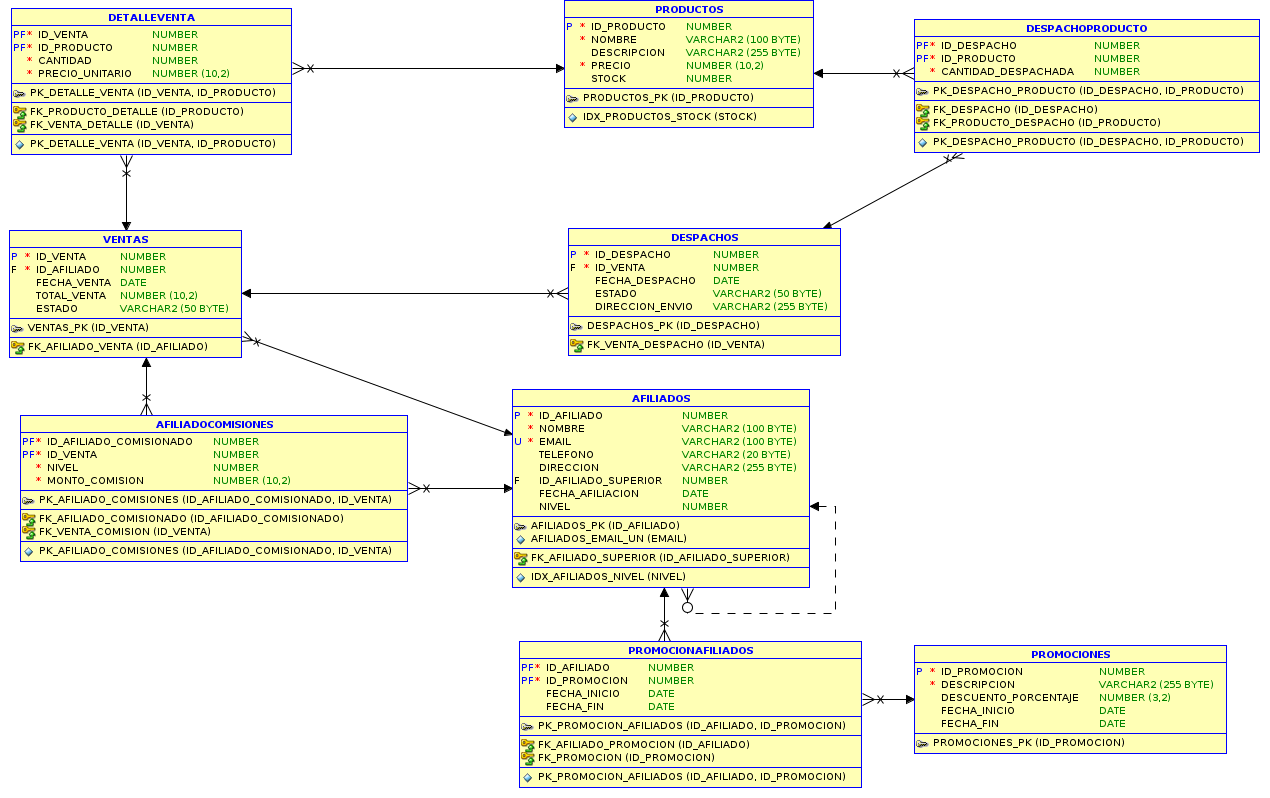 DETALLEVENTA
PF* ID_VENTA NUMBER
PF* ID_PRODUCTO NUMBER
* CANTIDAD NUMBER
* PRECIO_UNITARIO NUMBER (10,2)
PK_DETALLE_VENTA (ID_VENTA, ID_PRODUCTO)
FK_PRODUCTO_DETALLE (ID_PRODUCTO)
FK_VENTA_DETALLE (ID_VENTA)
PK_DETALLE_VENTA (ID_VENTA, ID_PRODUCTO)
PRODUCTOS
P * ID_PRODUCTO NUMBER
* NOMBRE VARCHAR2 (100 BYTE)
DESCRIPCION VARCHAR2 (255 BYTE)
* PRECIO NUMBER (10,2)
STOCK NUMBER
PRODUCTOS_PK (ID_PRODUCTO)
IDX_PRODUCTOS_STOCK (STOCK)
DESPACHOPRODUCTO
PF* ID_DESPACHO NUMBER
PF* ID_PRODUCTO NUMBER
* CANTIDAD_DESPACHADA NUMBER
PK_DESPACHO_PRODUCTO (ID_DESPACHO, ID_PRODUCTO)
FK_DESPACHO (ID_DESPACHO)
FK_PRODUCTO_DESPACHO (ID_PRODUCTO)
PK_DESPACHO_PRODUCTO (ID_DESPACHO, ID_PRODUCTO)
VENTAS
P * ID_VENTA NUMBER
F * ID_AFILIADO NUMBER
FECHA_VENTA DATE
TOTAL_VENTA NUMBER (10,2)
ESTADO VARCHAR2 (50 BYTE)
VENTAS_PK (ID_VENTA)
FK_AFILIADO_VENTA (ID_AFILIADO)
DESPACHOS
P * ID_DESPACHO NUMBER
F * ID_VENTA NUMBER
FECHA_DESPACHO DATE
ESTADO VARCHAR2 (50 BYTE)
DIRECCION_ENVIO VARCHAR2 (255 BYTE)
DESPACHOS_PK (ID_DESPACHO)
FK_VENTA_DESPACHO (ID_VENTA)
AFILIADOCOMISIONES
PF* ID_AFILIADO_COMISIONADO NUMBER
PF* ID_VENTA NUMBER
* NIVEL NUMBER
* MONTO_COMISION NUMBER (10,2)
PK_AFILIADO_COMISIONES (ID_AFILIADO_COMISIONADO, ID_VENTA)
FK_AFILIADO_COMISIONADO (ID_AFILIADO_COMISIONADO)
FK_VENTA_COMISION (ID_VENTA)
PK_AFILIADO_COMISIONES (ID_AFILIADO_COMISIONADO, ID_VENTA)
AFILIADOS
P * ID_AFILIADO NUMBER
* NOMBRE VARCHAR2 (100 BYTE)
U * EMAIL VARCHAR2 (100 BYTE)
TELEFONO VARCHAR2 (20 BYTE)
DIRECCION VARCHAR2 (255 BYTE)
F ID_AFILIADO_SUPERIOR NUMBER
FECHA_AFILIACION DATE
NIVEL NUMBER
AFILIADOS_PK (ID_AFILIADO)
AFILIADOS_EMAIL_UN (EMAIL)
FK_AFILIADO_SUPERIOR (ID_AFILIADO_SUPERIOR)
IDX_AFILIADOS_NIVEL (NIVEL)
PROMOCIONAFILIADOS
PF* ID_AFILIADO NUMBER
PF* ID_PROMOCION NUMBER
FECHA_INICIO DATE
FECHA_FIN DATE
PK_PROMOCION_AFILIADOS (ID_AFILIADO, ID_PROMOCION)
FK_AFILIADO_PROMOCION (ID_AFILIADO)
FK_PROMOCION (ID_PROMOCION)
PK_PROMOCION_AFILIADOS (ID_AFILIADO, ID_PROMOCION)
PROMOCIONES
P * ID_PROMOCION NUMBER
* DESCRIPCION VARCHAR2 (255 BYTE)
DESCUENTO_PORCENTAJE NUMBER (3,2)
FECHA_INICIO DATE
FECHA_FIN DATE
PROMOCIONES_PK (ID_PROMOCION)